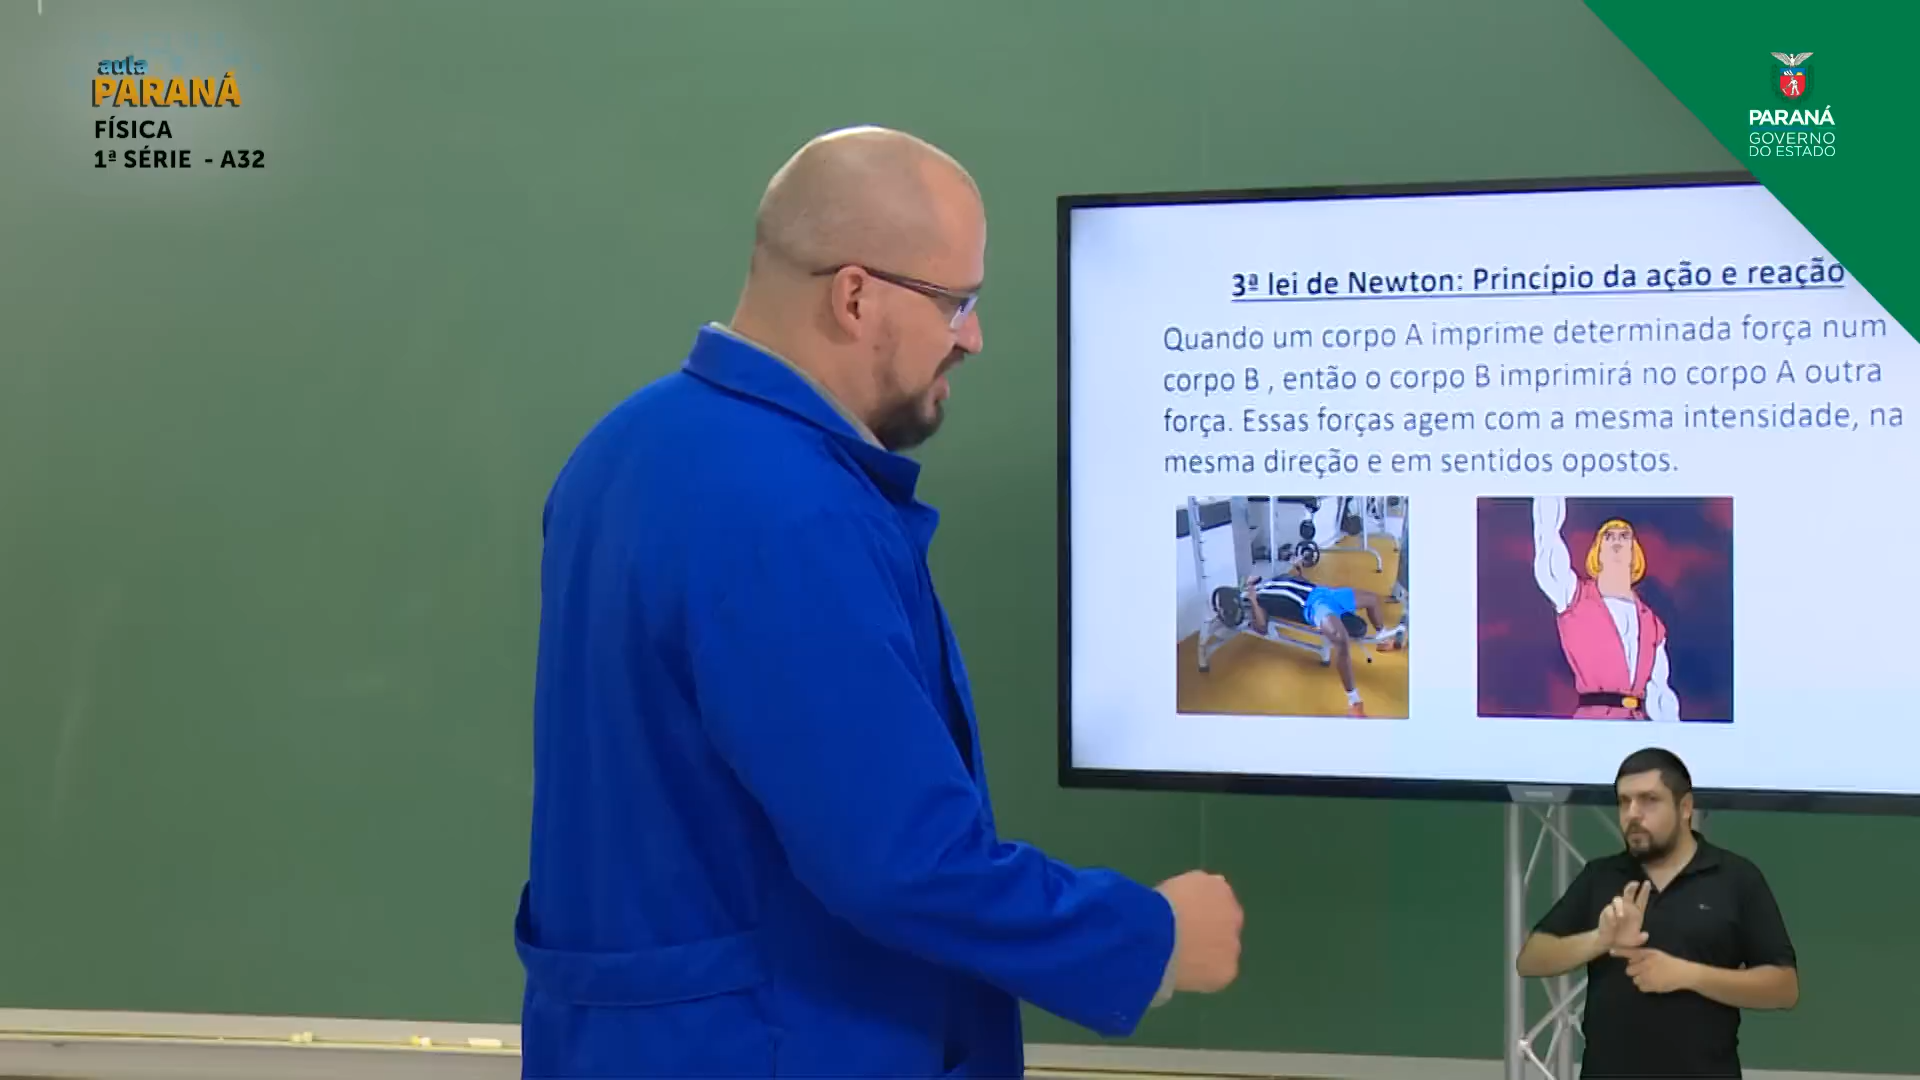 aula
PARANÁ
FÍSICA
1ª SÉRIE - A32
PARANÁ
GOVERNO
DO ESTADO
3ª lei de Newton: Princípio da ação e reação
Quando um corpo A imprime determinada força num
corpo B , então o corpo B imprimirá no corpo A outra
força. Essas forças agem com a mesma intensidade, na
mesma direção e em sentidos opostos.